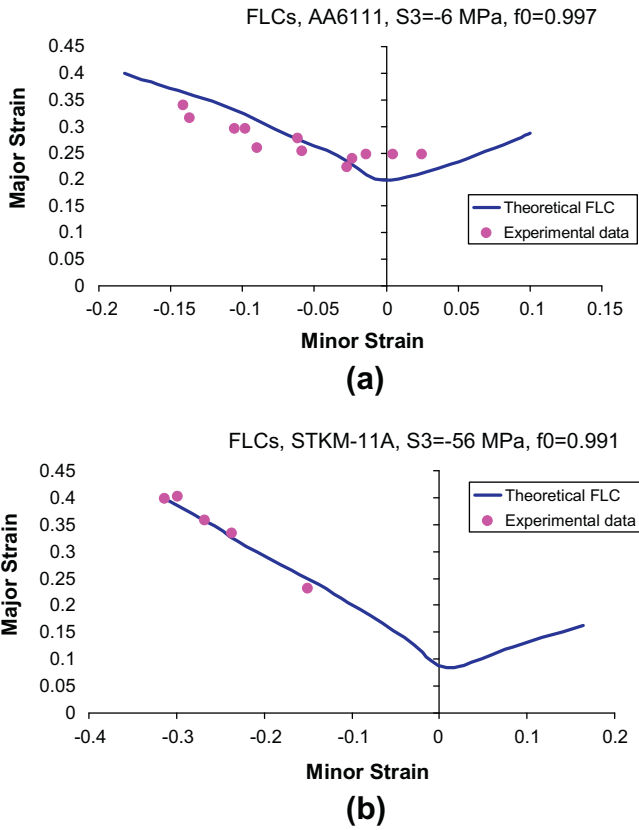 FLCs, AA6111, S3=-6 MPa, f0=0.997
Major Strain
0.45
0.4
0.35
0.3
0.25
0.2
0.15
0.1
0.05
0
Theoretical FLC
Experimental data
-0.2 -0.15 -0.1 -0.05 0 0.05 0.1 0.15
Minor Strain
(a)
FLCs, STKM-11A, S3=-56 MPa, f0=0.991
Major Strain
0.45
0.4
0.35
0.3
0.25
0.2
0.15
0.1
0.05
0
Theoretical FLC
Experimental data
-0.4 -0.3 -0.2 -0.1 0 0.1 0.2
Minor Strain
(b)